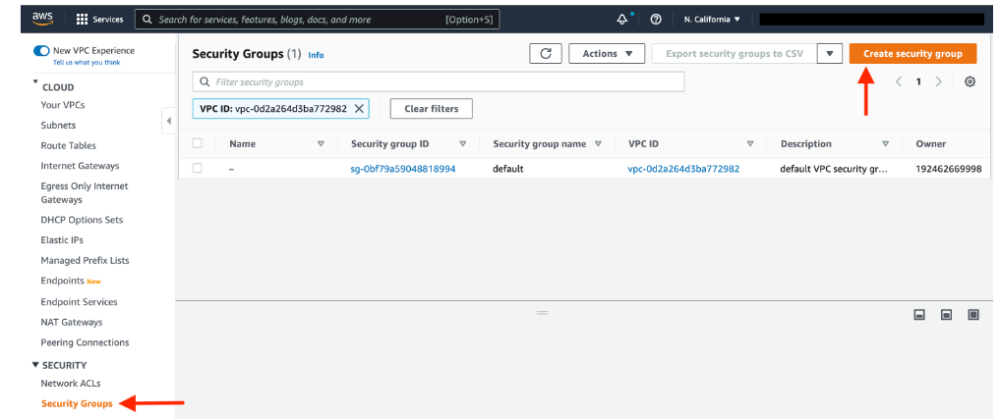 aws Services Search for services, features, blogs, docs, and more [Option+S] N. California ▼
New VPC Experience
Tell us what you think
CLOUD
Your VPCs
Subnets
Route Tables
Internet Gateways
Egress Only Internet
Gateways
DHCP Options Sets
Elastic IPs
Managed Prefix Lists
Endpoints New
Endpoint Services
NAT Gateways
Peering Connections
▼ SECURITY
Network ACLs
Security Groups
Security Groups (1) Info Actions ▼ Export security groups to CSV ▼ Create security group
Filter security groups < 1 >
VPC ID: vpc-0d2a264d3ba772982 X Clear filters
Name Security group ID Security group name VPC ID Description Owner
– sg-0bf79a59048818994 default vpc-0d2a264d3ba772982 default VPC security gr... 192462669998